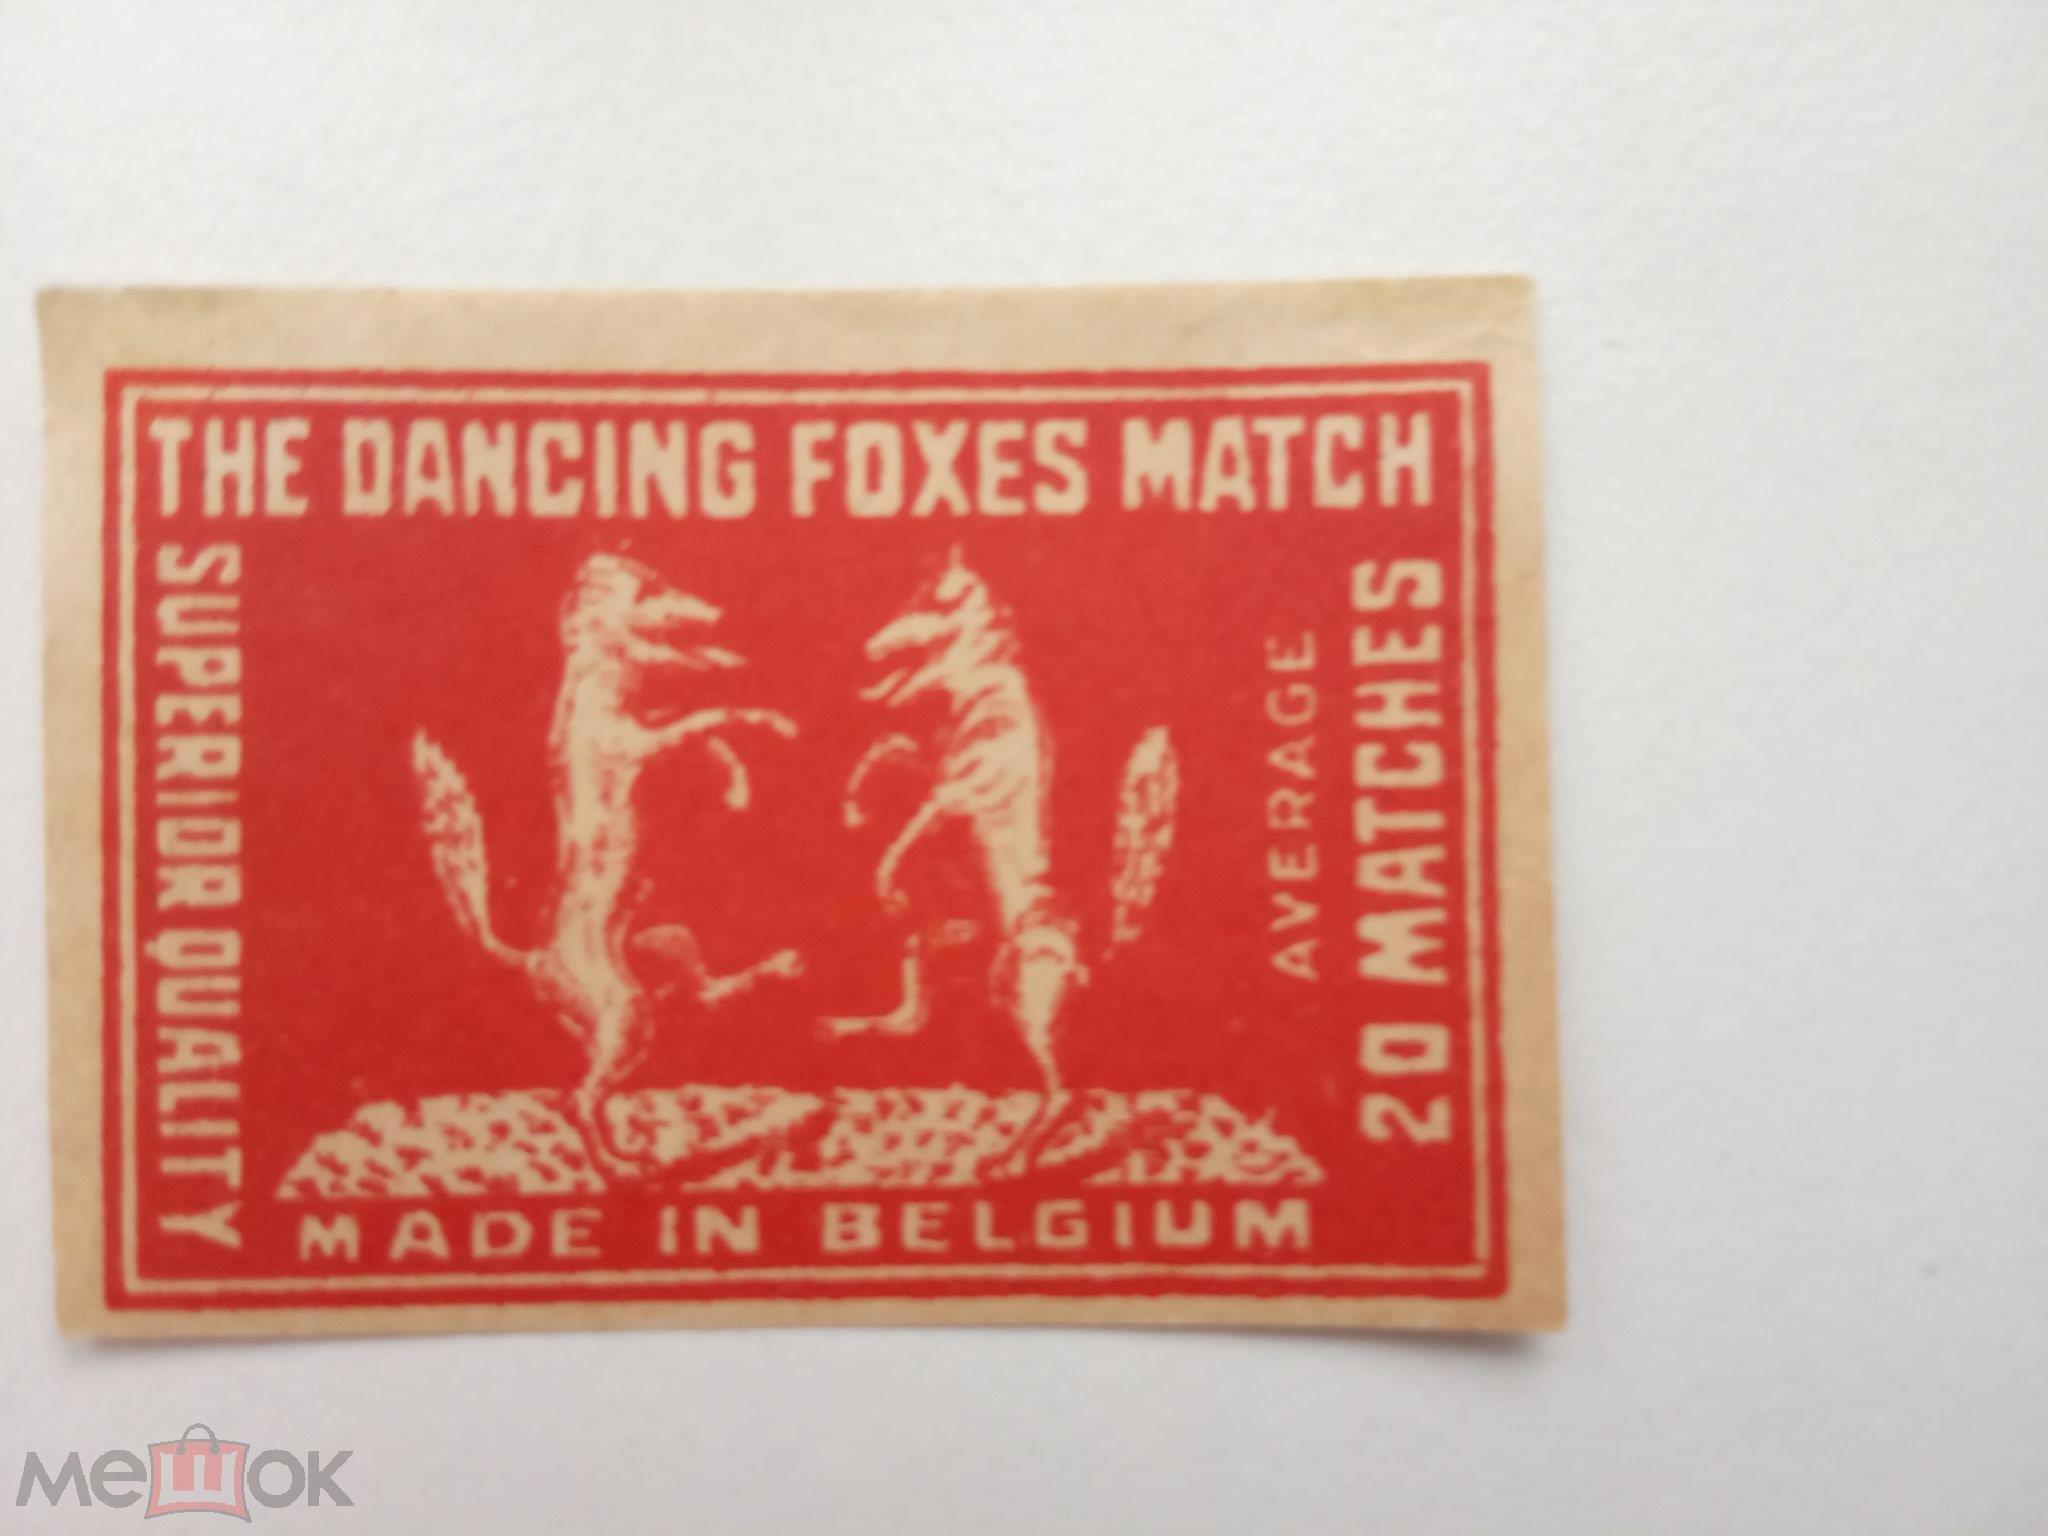 THE DANCING FOXES MATCH
SUPERIOR QUALITY
AVERAGE
20 MATCHES
MADE IN BELGIUM
мешок